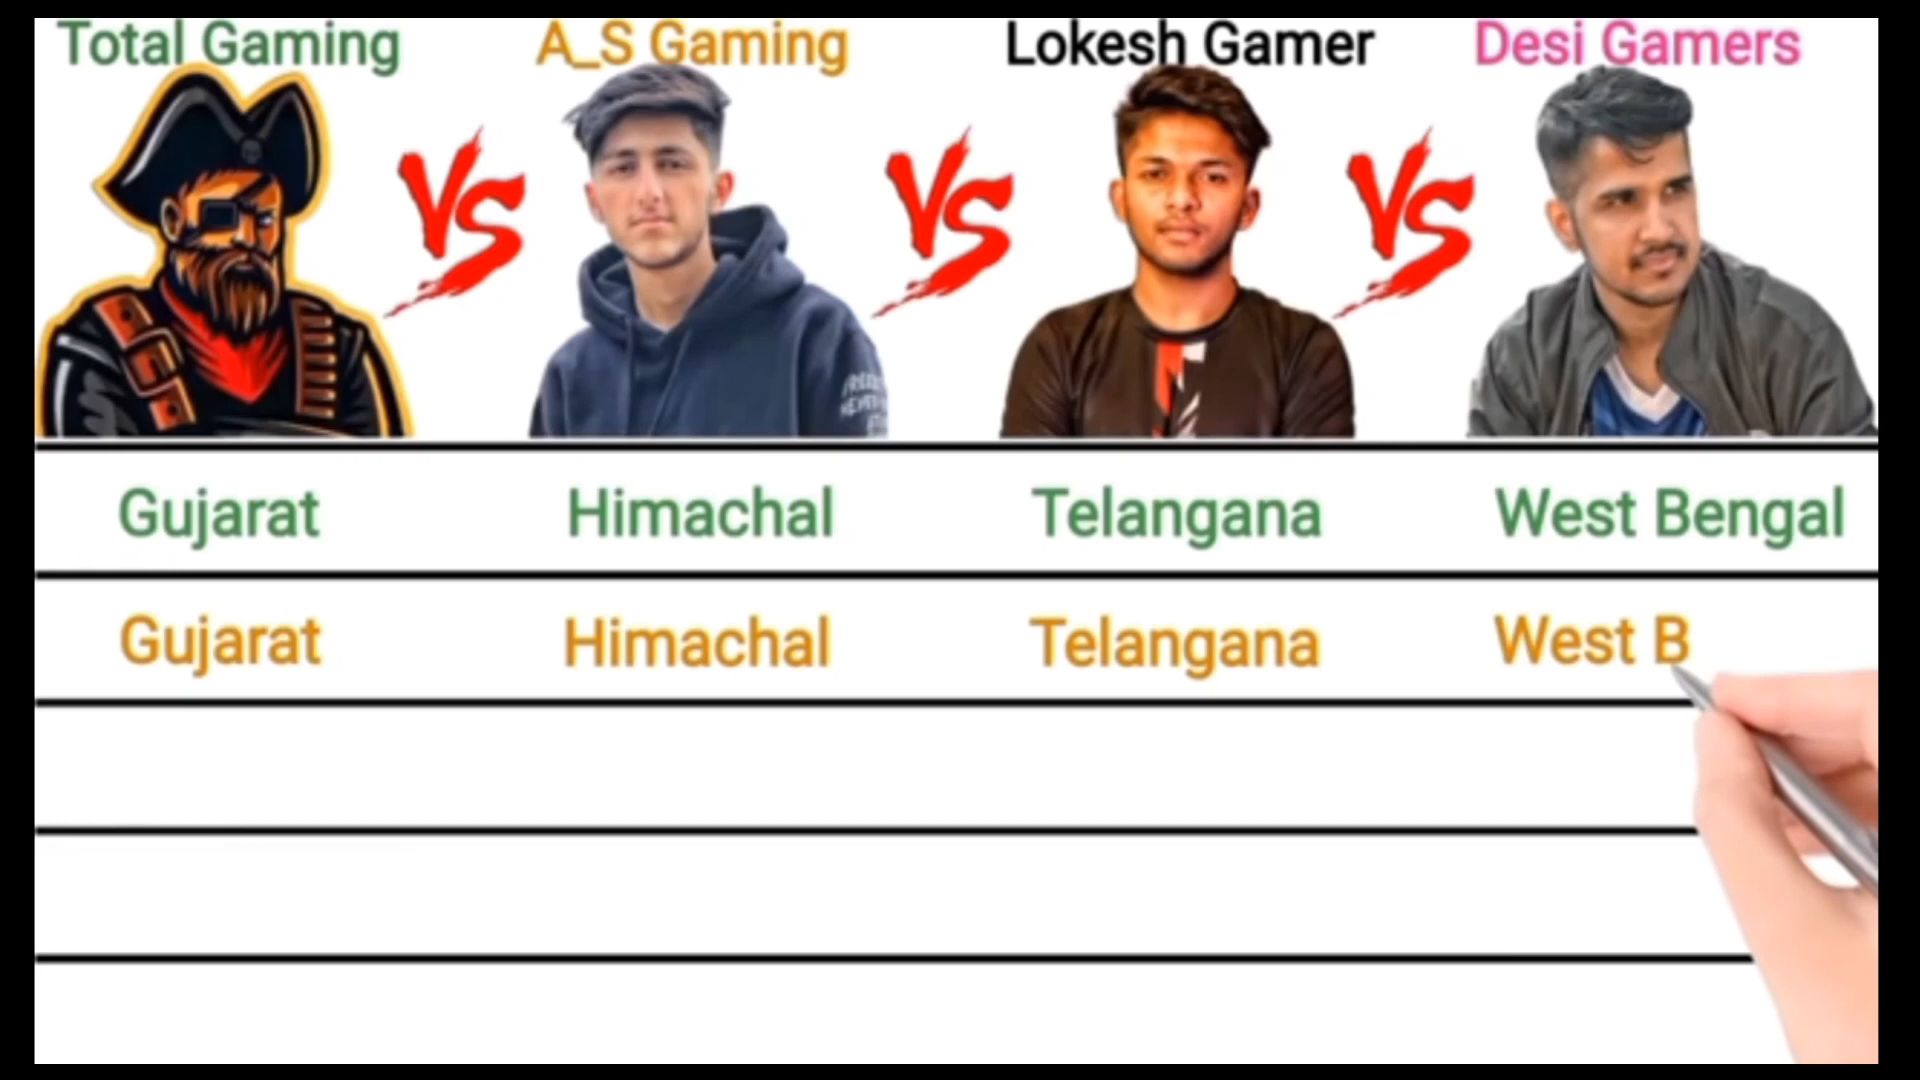 Total Gaming A_S Gaming Lokesh Gamer Desi Gamers
VS VS VS
Gujarat Himachal Telangana West Bengal
Gujarat Himachal Telangana West B